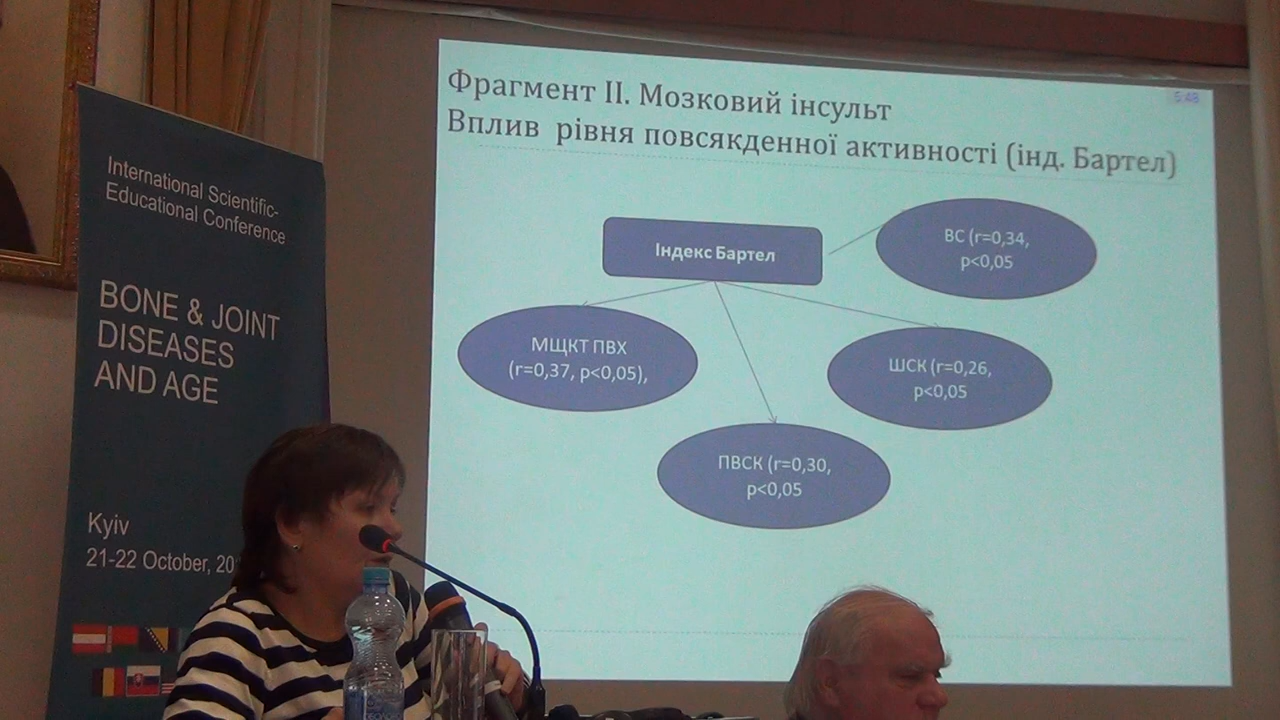 International Scientific-
Educational Conference
BONE & JOINT
DISEASES
AND AGE
Kyiv
21-22 October, 20
Фрагмент II. Мозковий інсульт
Вплив рівня повсякденної активності (інд. Бартел)
5:48
Індекс Бартел
ВС (r=0,34,
p<0,05
МЩКТ ПВХ
(r=0,37, p<0,05),
ШСК (r=0,26,
p<0,05
ПВСК (r=0,30,
p<0,05